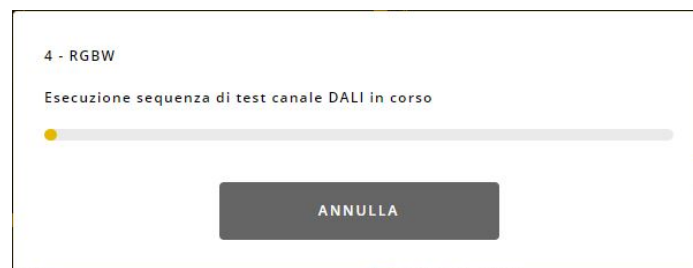 4 - RGBW
Esecuzione sequenza di test canale DALI in corso
ANNULLA